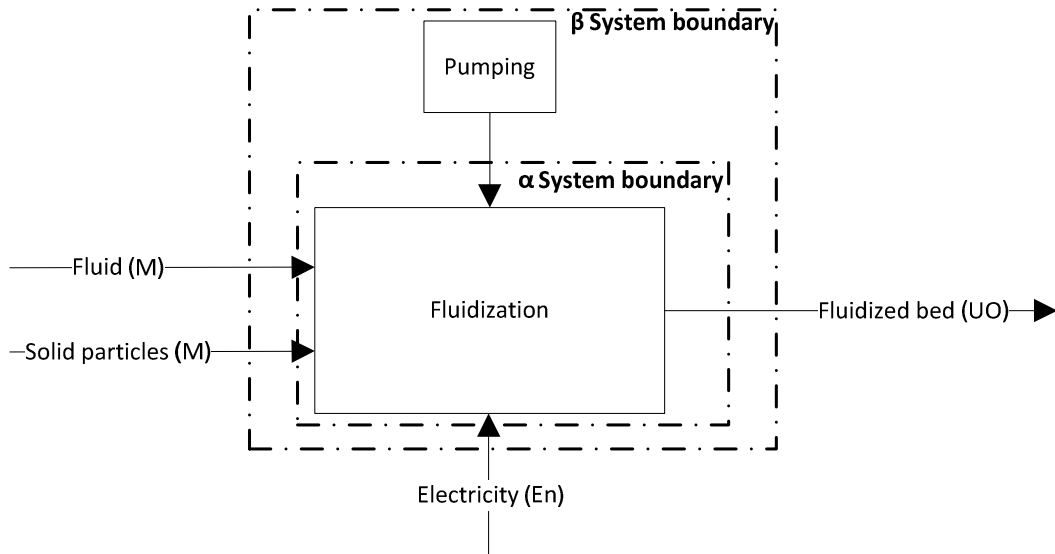 β System boundary
Pumping
α System boundary
Fluid (M)
Fluidization
Fluidized bed (UO)
Solid particles (M)
Electricity (En)